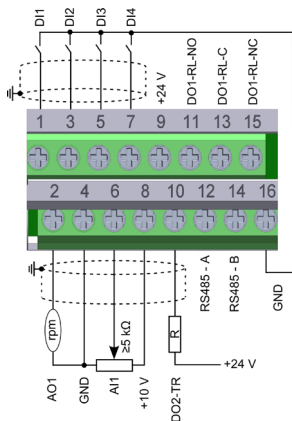 DI1
DI2
DI3
DI4
+24 V
DO1-RL-NO
DO1-RL-C
DO1-RL-NC
1 3 5 7 9 11 13 15
2 4 6 7 8 10 12 14 16
rpm
≥5 kΩ
R
RS485 - A
RS485 - B
GND
+24 V
AO1
GND
AI1
+10 V
DO2-TR